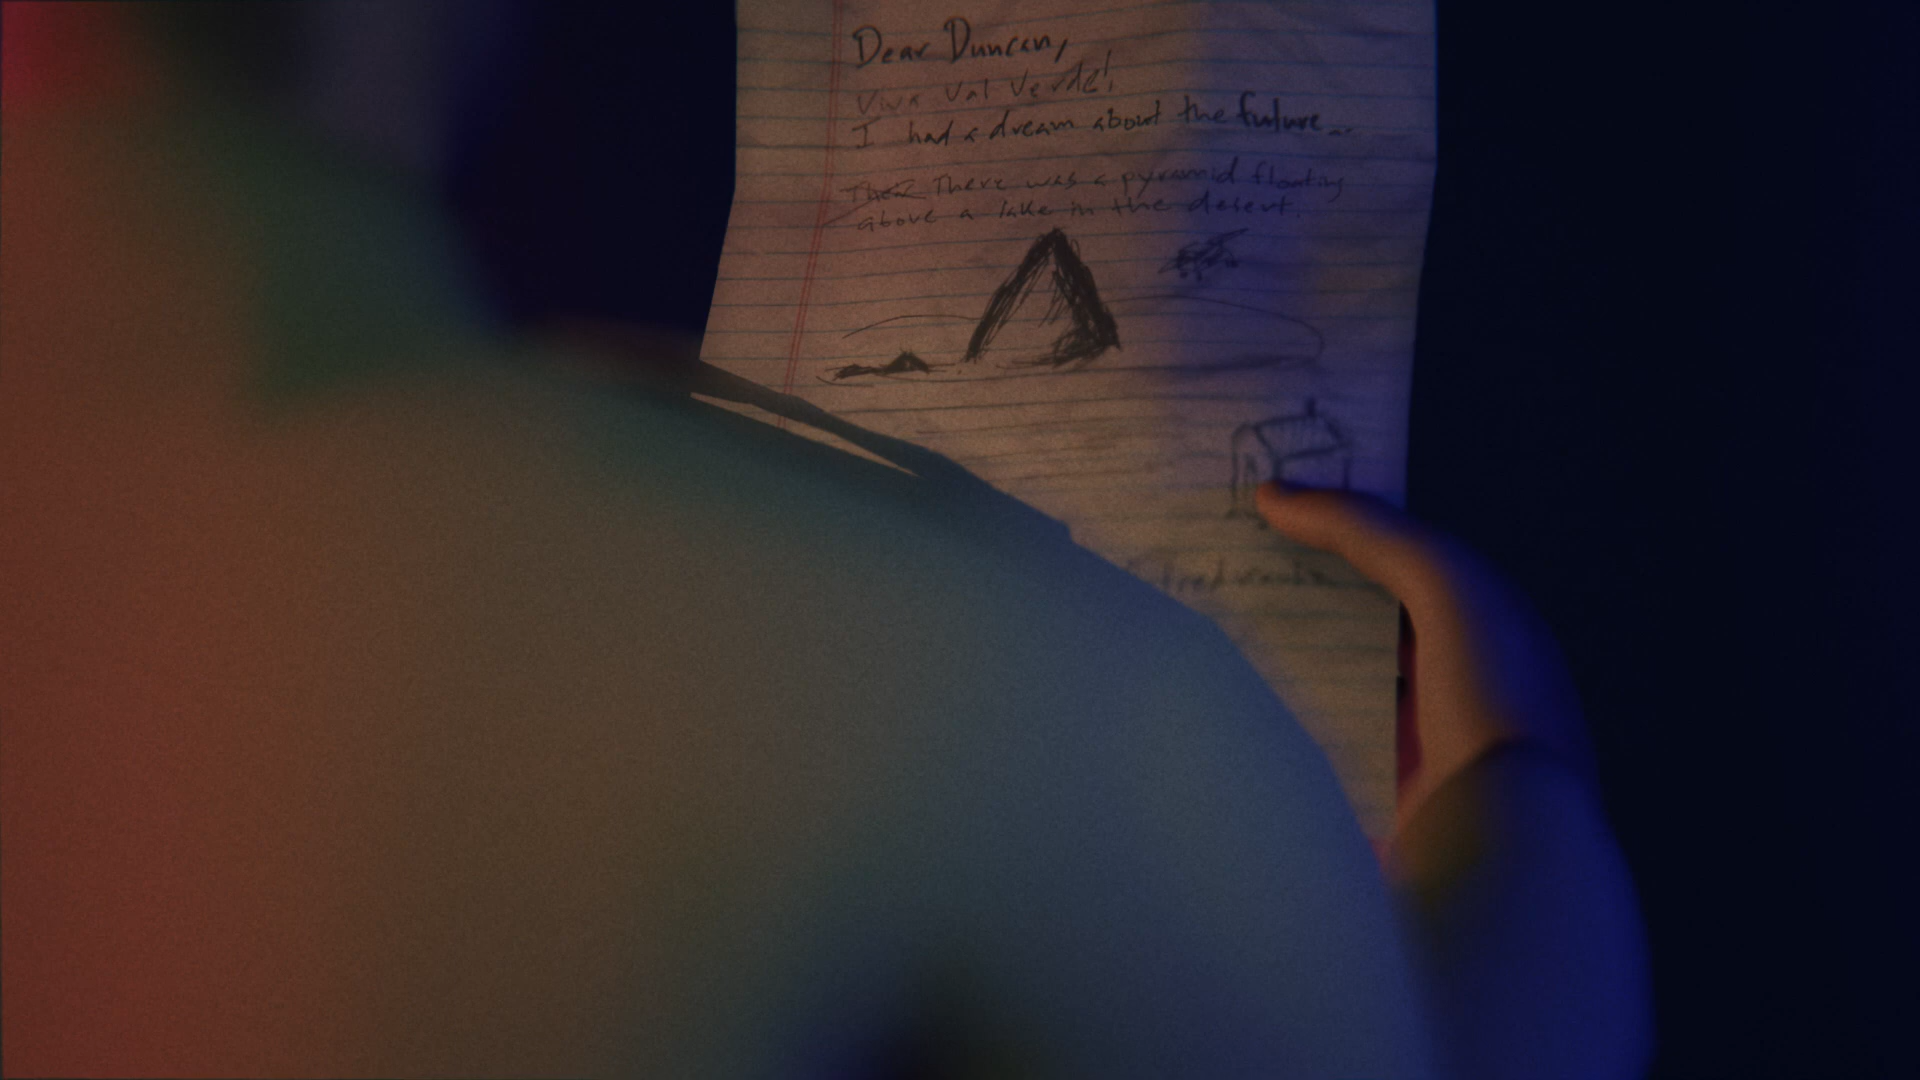 Dear Duncan,
Viva Val Verde!
I had a dream about the future...
There was a pyramid floating
above a lake in the desert.